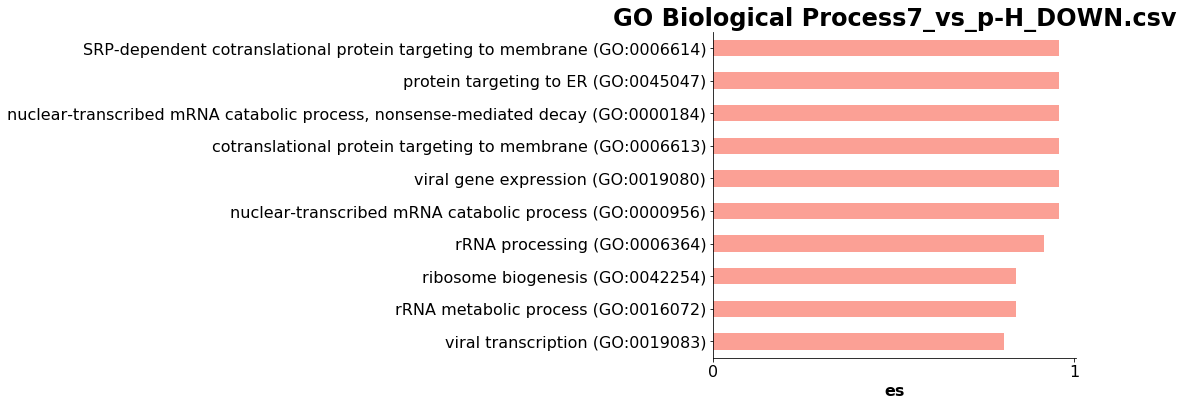 GO Biological Process7_vs_p-H_DOWN.csv
SRP-dependent cotranslational protein targeting to membrane (GO:0006614)
protein targeting to ER (GO:0045047)
nuclear-transcribed mRNA catabolic process, nonsense-mediated decay (GO:0000184)
cotranslational protein targeting to membrane (GO:0006613)
viral gene expression (GO:0019080)
nuclear-transcribed mRNA catabolic process (GO:0000956)
rRNA processing (GO:0006364)
ribosome biogenesis (GO:0042254)
rRNA metabolic process (GO:0016072)
viral transcription (GO:0019083)
0 1
es